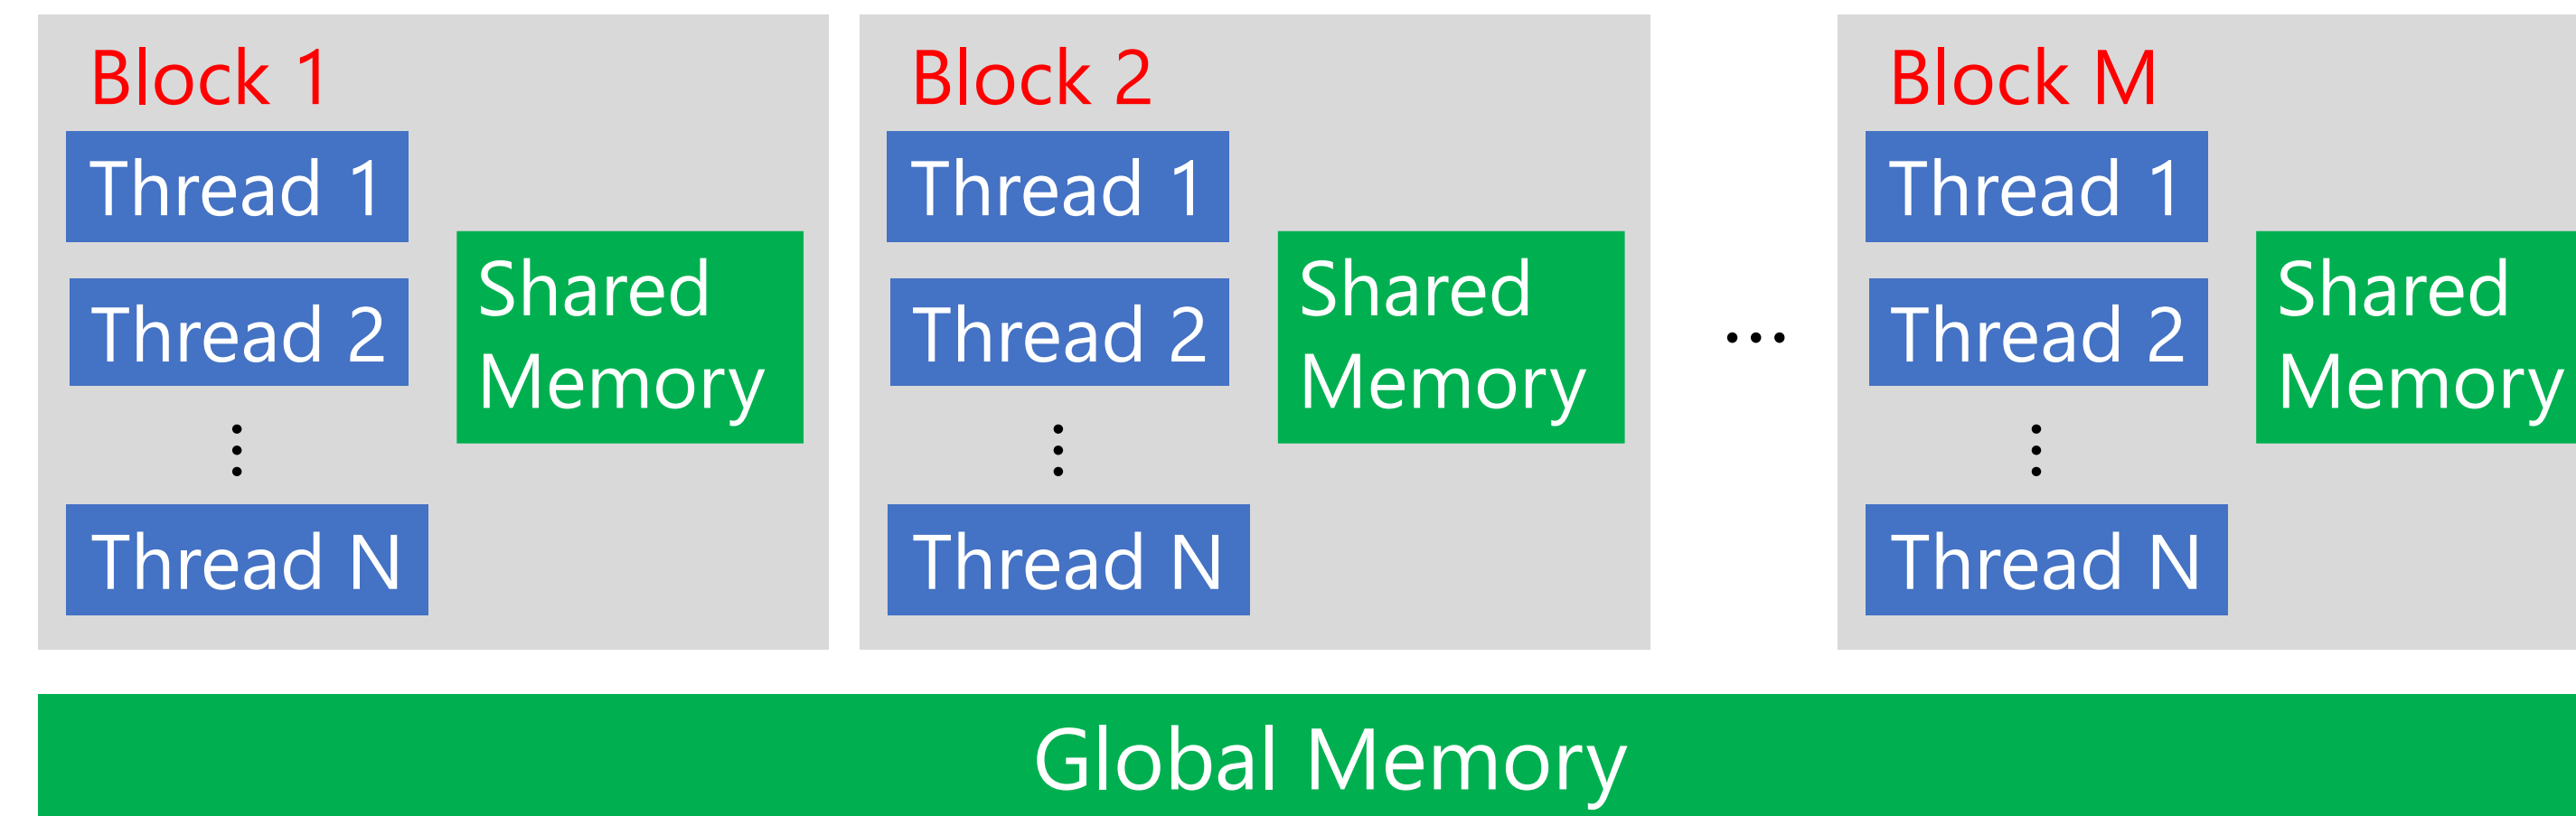 Block 1
Thread 1
Thread 2
Thread N
Shared
Memory
Block 2
Thread 1
Thread 2
Thread N
Shared
Memory
Block M
Thread 1
Thread 2
Thread N
Shared
Memory
Global Memory